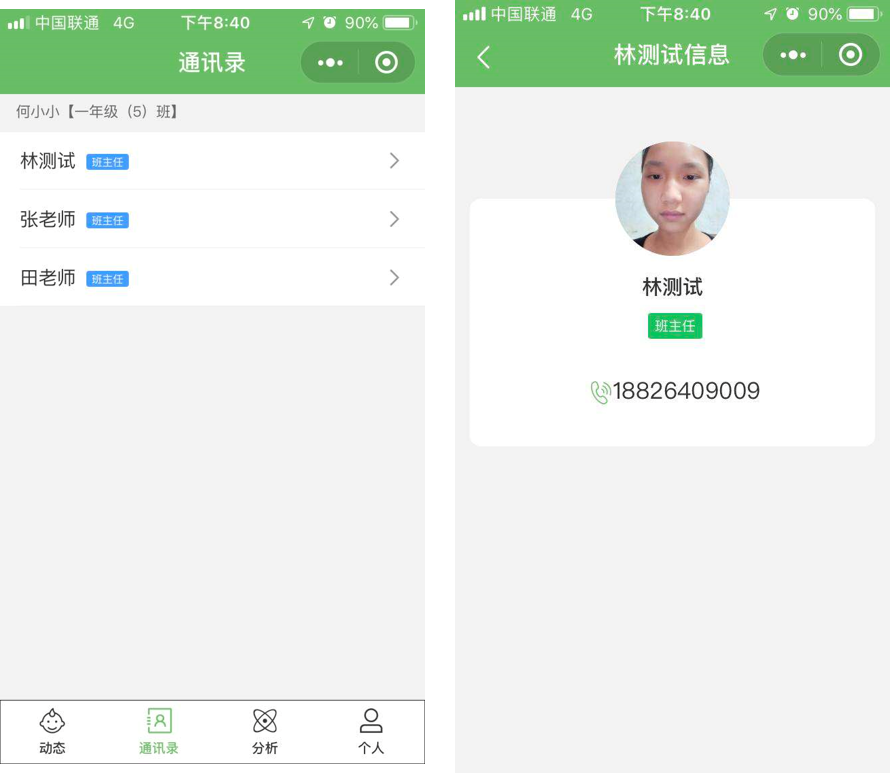 中国联通 4G 下午8:40 90%
通讯录
何小小【一年级（5）班】
林测试 班主任
张老师 班主任
田老师 班主任
动态 通讯录 分析 个人
中国联通 4G 下午8:40 90%
林测试信息
林测试
班主任
18826409009